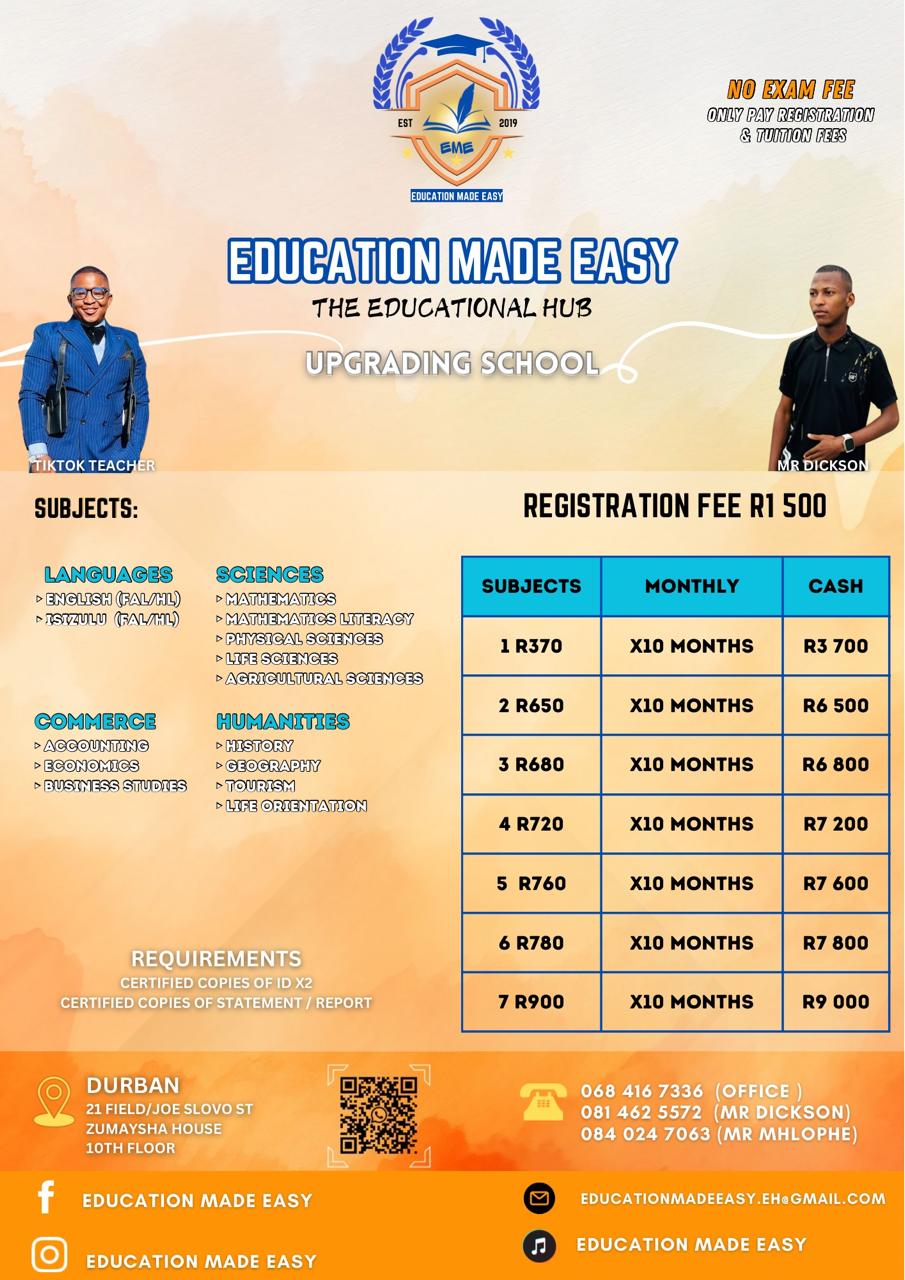 EST 2019
EME
EDUCATION MADE EASY
NO EXAM FEE
ONLY PAY REGISTRATION
& TUITION FEES
EDUCATION MADE EASY
THE EDUCATIONAL HUB
UPGRADING SCHOOL
TIKTOK TEACHER
MR DICKSON
SUBJECTS:
LANGUAGES
‣ ENGLISH (FAL/HL)
‣ ISIZULU (FAL/HL)
SCIENCES
‣ MATHEMATICS
‣ MATHEMATICS LITERACY
‣ PHYSICAL SCIENCES
‣ LIFE SCIENCES
‣ AGRICULTURAL SCIENCES
COMMERCE
‣ ACCOUNTING
‣ ECONOMICS
‣ BUSINESS STUDIES
HUMANITIES
‣ HISTORY
‣ GEOGRAPHY
‣ TOURISM
‣ LIFE ORIENTATION
REGISTRATION FEE R1 500
SUBJECTS MONTHLY CASH
1 R370 X10 MONTHS R3 700
2 R650 X10 MONTHS R6 500
3 R680 X10 MONTHS R6 800
4 R720 X10 MONTHS R7 200
5 R760 X10 MONTHS R7 600
6 R780 X10 MONTHS R7 800
7 R900 X10 MONTHS R9 000
REQUIREMENTS
CERTIFIED COPIES OF ID X2
CERTIFIED COPIES OF STATEMENT / REPORT
DURBAN
21 FIELD/JOE SLOVO ST
ZUMAYSHA HOUSE
10TH FLOOR
068 416 7336 (OFFICE )
081 462 5572 (MR DICKSON)
084 024 7063 (MR MHLOPHE)
EDUCATION MADE EASY
EDUCATION MADE EASY
EDUCATIONMADEEASY.EH@GMAIL.COM
EDUCATION MADE EASY